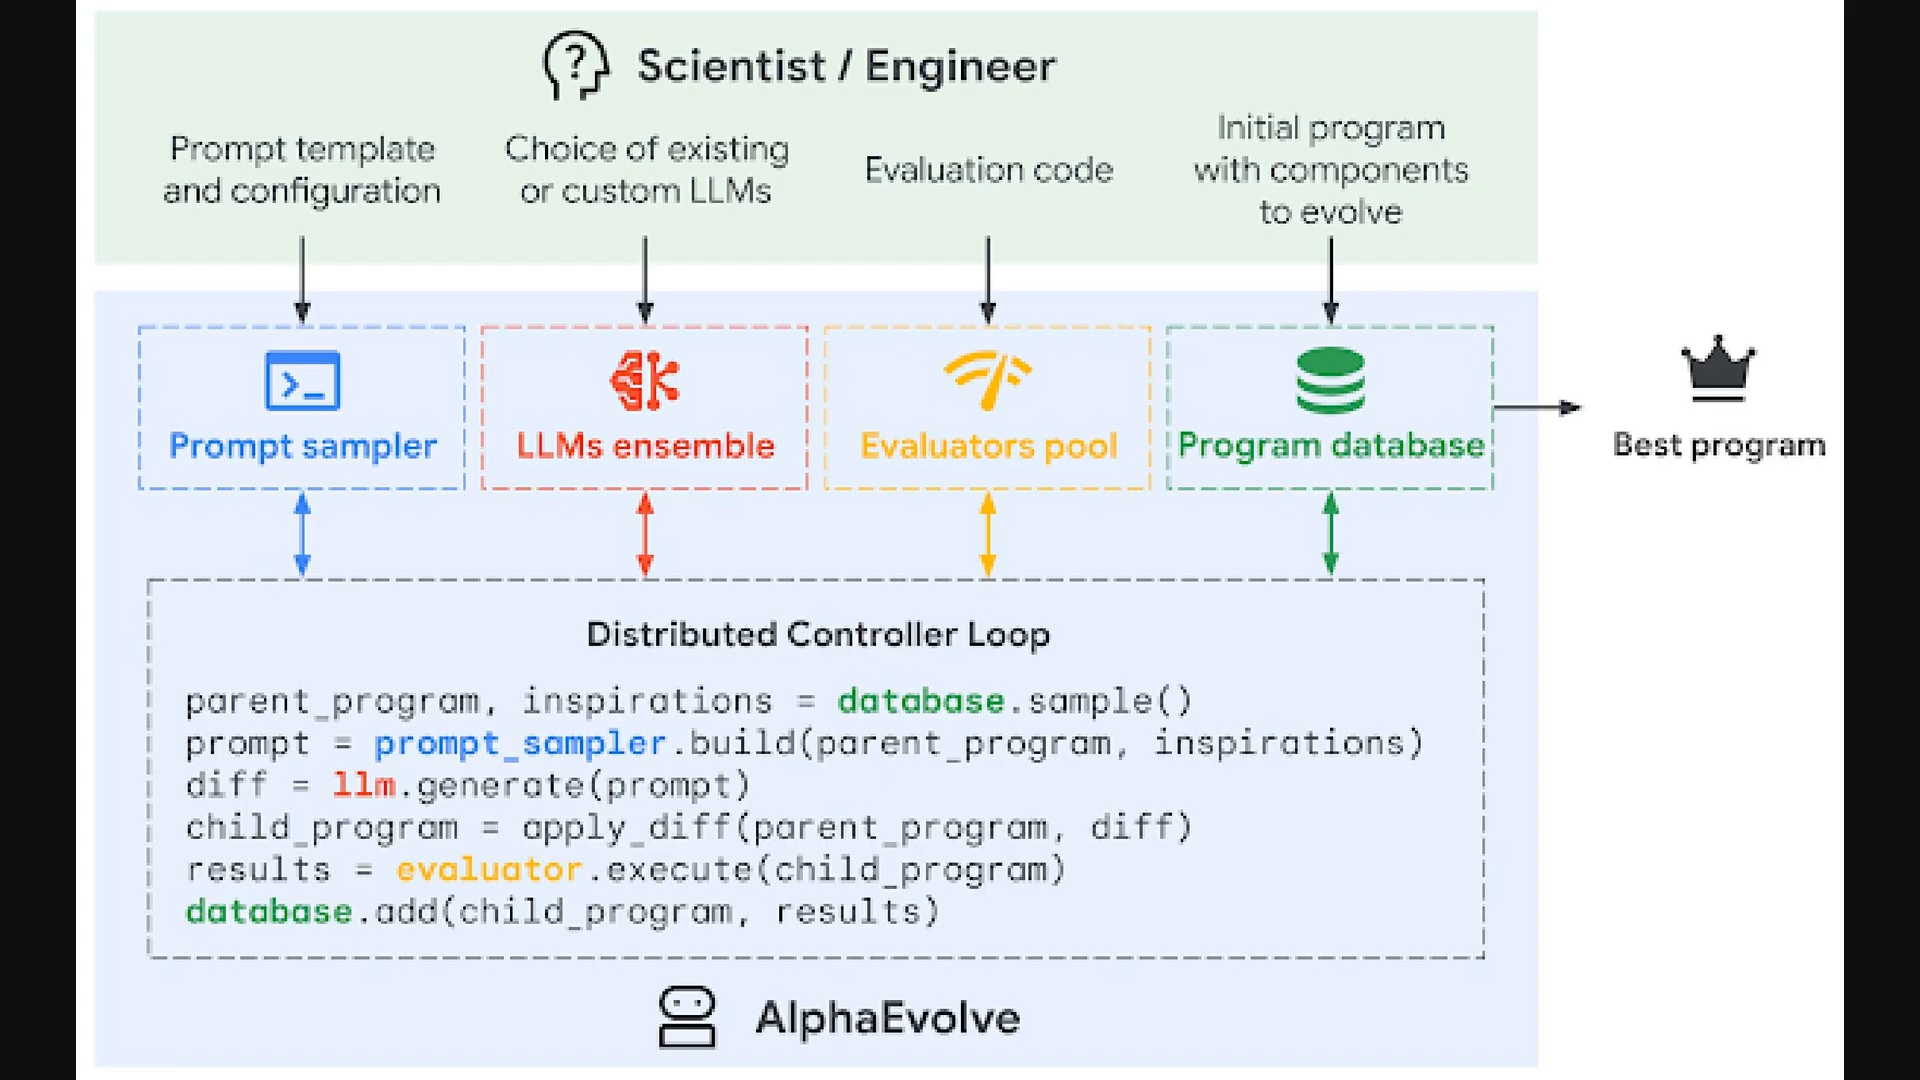 Scientist / Engineer
Prompt template
and configuration
Choice of existing
or custom LLMs
Evaluation code
Initial program
with components
to evolve
Prompt sampler
LLMs ensemble
Evaluators pool
Program database
Best program
Distributed Controller Loop
parent_program, inspirations = database.sample()
prompt = prompt_sampler.build(parent_program, inspirations)
diff = llm.generate(prompt)
child_program = apply_diff(parent_program, diff)
results = evaluator.execute(child_program)
database.add(child_program, results)
AlphaEvolve